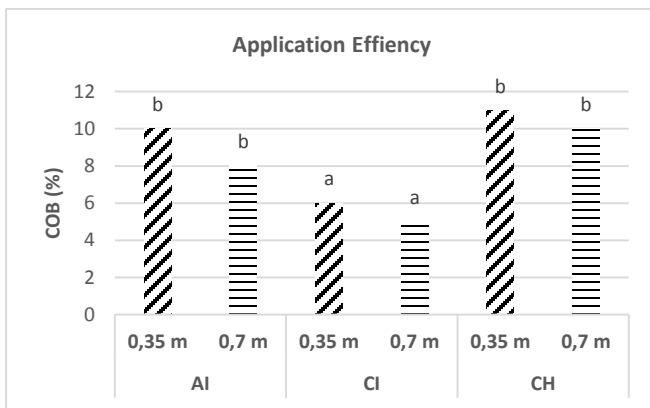 Application Effiency
COB (%)
12
10
8
6
4
2
0
b
b
a
a
b
b
0,35 m 0,7 m 0,35 m 0,7 m 0,35 m 0,7 m
AI CI CH